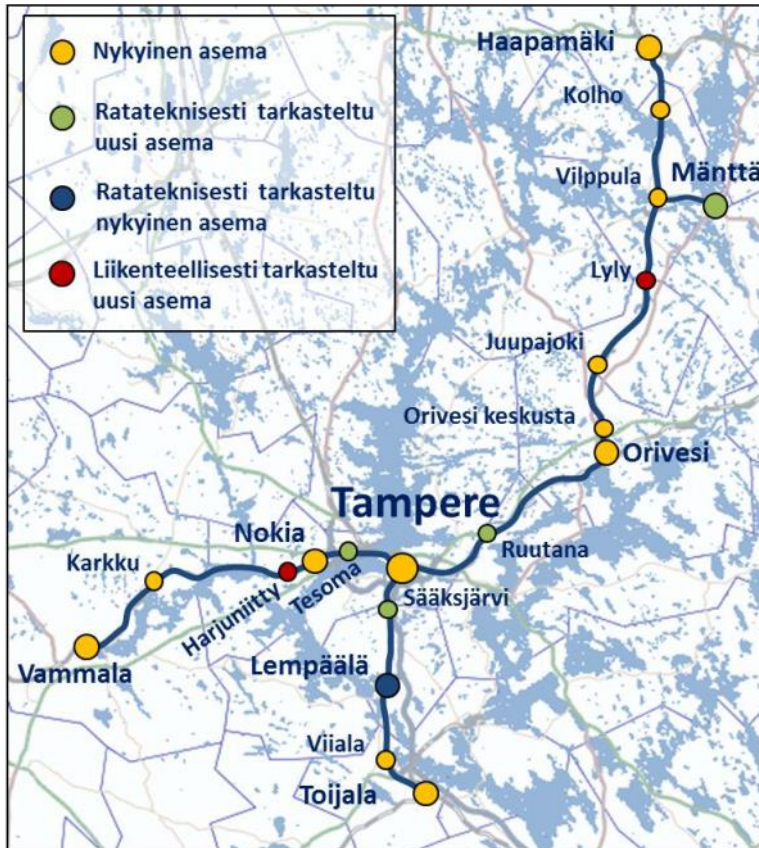 Nykyinen asema
Ratateknisesti tarkasteltu
uusi asema
Ratateknisesti tarkasteltu
nykyinen asema
Liikenteellisesti tarkasteltu
uusi asema
Haapamäki
Kolho
Vilppula
Mänttä
Lyly
Juupajoki
Orivesi keskusta
Orivesi
Tampere
Nokia
Ruutana
Karkku
Harjuniitty
Tesoma
Sääksjärvi
Vammala
Lempäälä
Viiala
Toijala